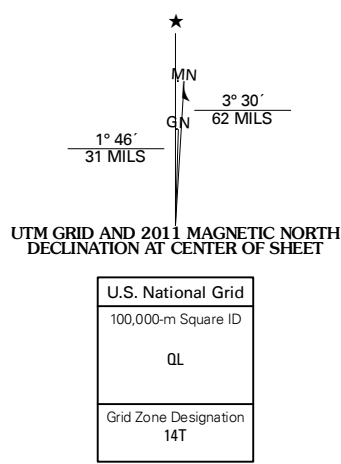 ★
MN
GN
3° 30´
62 MILS
1° 46´
31 MILS
UTM GRID AND 2011 MAGNETIC NORTH
DECLINATION AT CENTER OF SHEET
U.S. National Grid
100,000-m Square ID
QL
Grid Zone Designation
14T